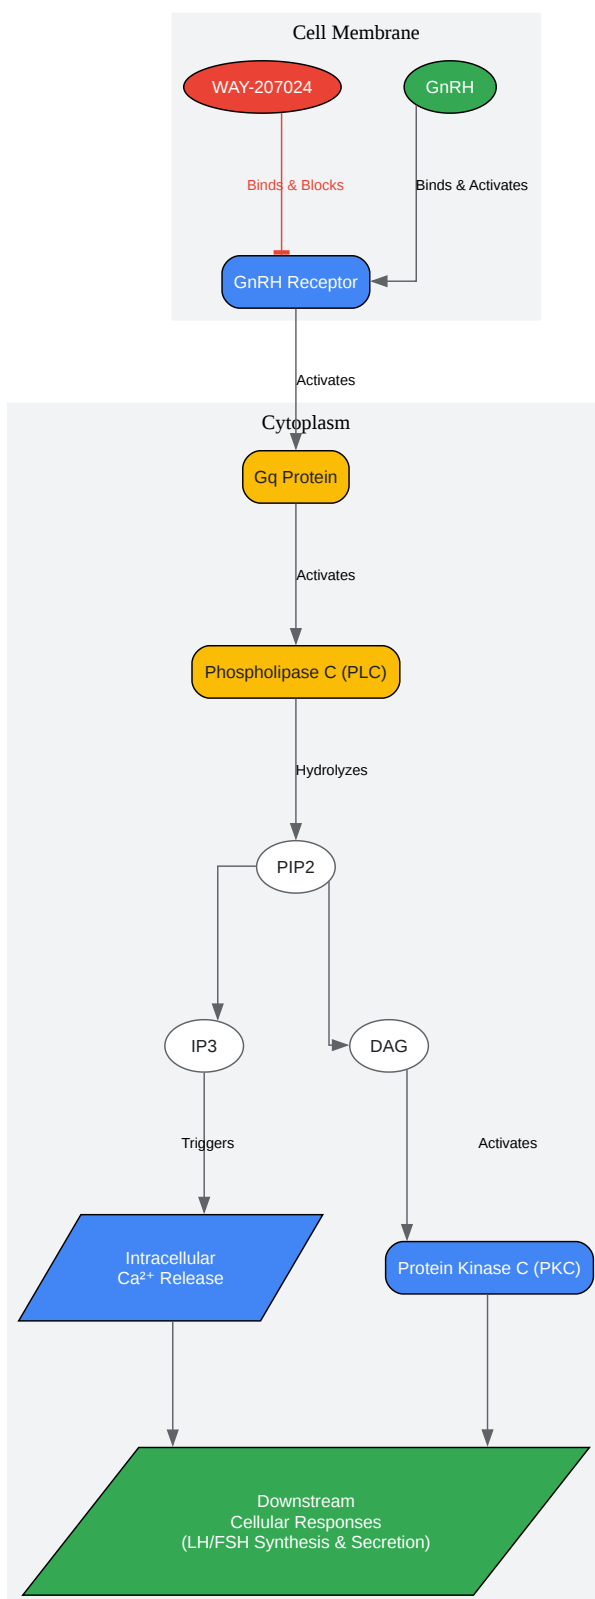 Cell Membrane
WAY-207024
GnRH
Binds & Blocks
Binds & Activates
GnRH Receptor
Activates
Cytoplasm
Gq Protein
Activates
Phospholipase C (PLC)
Hydrolyzes
PIP2
IP3
DAG
Triggers
Activates
Intracellular
Ca²⁺ Release
Protein Kinase C (PKC)
Downstream
Cellular Responses
(LH/FSH Synthesis & Secretion)